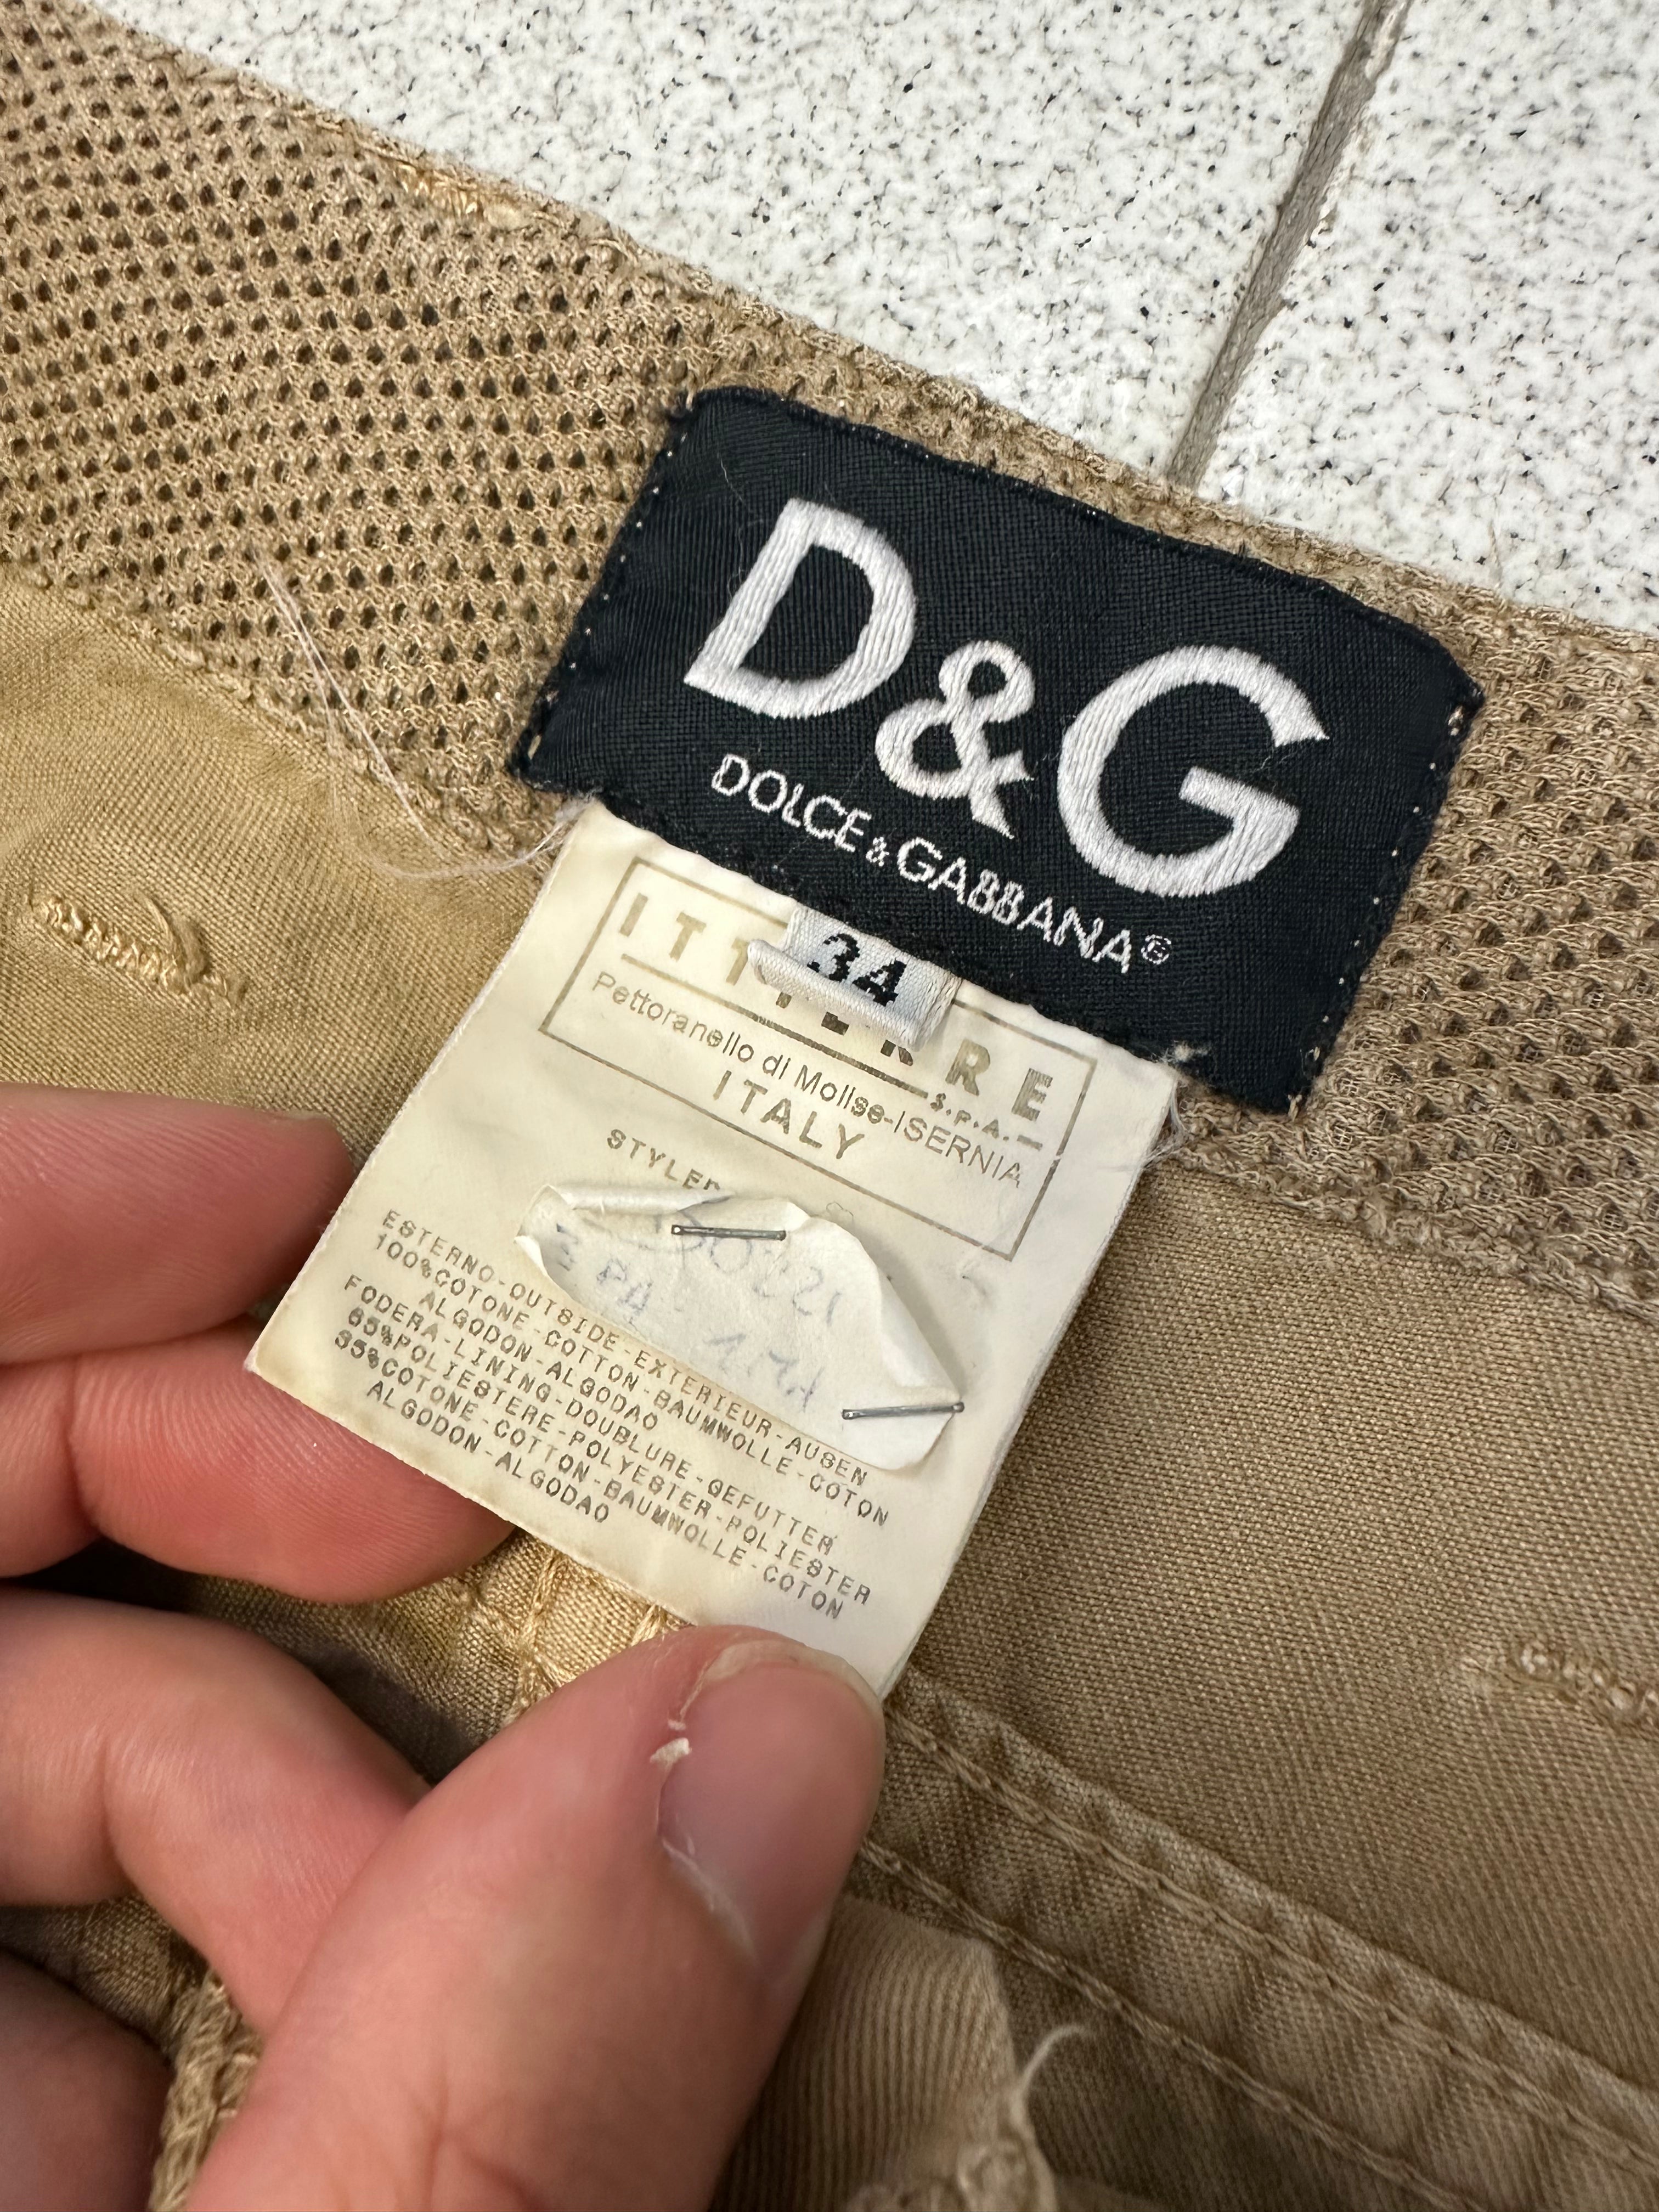 D&G
DOLCE&GABBANA®
34
ITTIERRE
S.P.A.
Pettoranello di Molise-ISERNIA
ITALY
ESTERNO-OUTSIDE-EXTERIEUR-AUSEN
100%COTONE-COTTON-BAUMWOLLE-COTON
ALGODON-ALGODAO
FODERA-LINING-DOUBLURE-GEFUTTER
65%POLIESTERE-POLYESTER-POLIESTER
35%COTONE-COTTON-BAUMWOLLE-COTON
ALGODON-ALGODAO